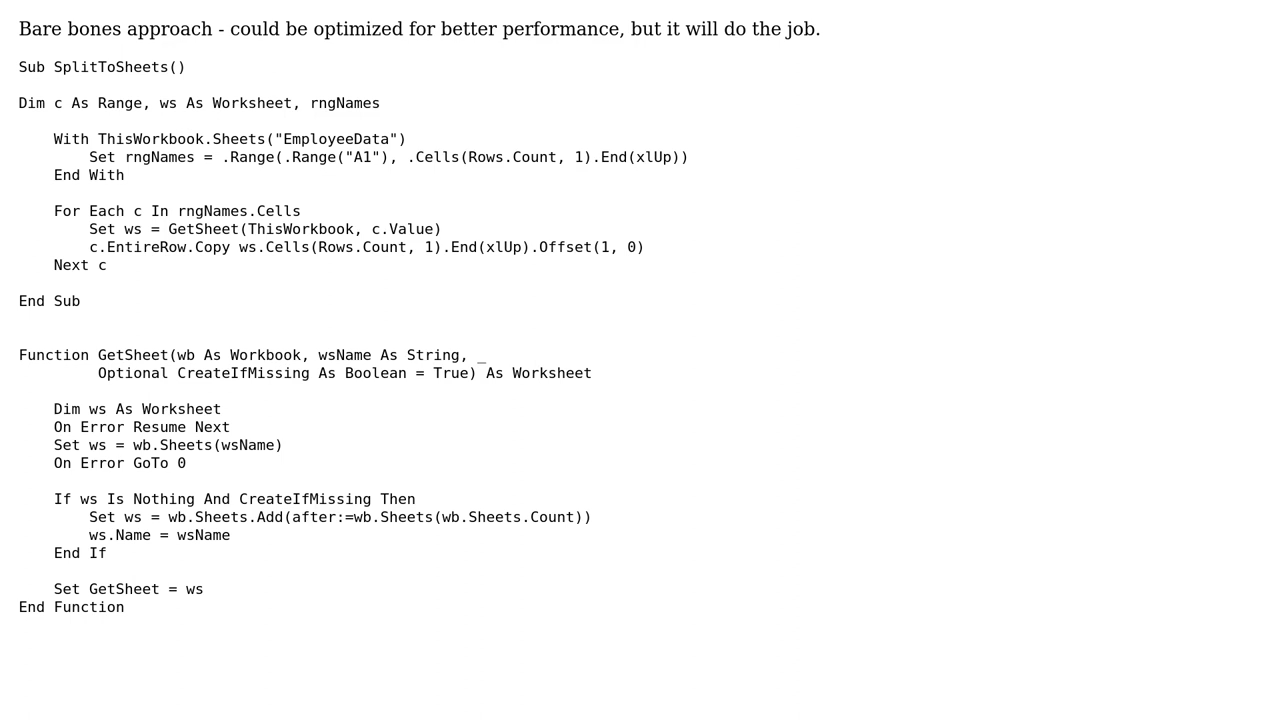 Bare bones approach - could be optimized for better performance, but it will do the job.
Sub SplitToSheets()
Dim c As Range, ws As Worksheet, rngNames
    With ThisWorkbook.Sheets("EmployeeData")
        Set rngNames = .Range(.Range("A1"), .Cells(Rows.Count, 1).End(xlUp))
    End With
    For Each c In rngNames.Cells
        Set ws = GetSheet(ThisWorkbook, c.Value)
        c.EntireRow.Copy ws.Cells(Rows.Count, 1).End(xlUp).Offset(1, 0)
    Next c
End Sub
Function GetSheet(wb As Workbook, wsName As String, _
         Optional CreateIfMissing As Boolean = True) As Worksheet
    Dim ws As Worksheet
    On Error Resume Next
    Set ws = wb.Sheets(wsName)
    On Error GoTo 0
    If ws Is Nothing And CreateIfMissing Then
        Set ws = wb.Sheets.Add(after:=wb.Sheets(wb.Sheets.Count))
        ws.Name = wsName
    End If
    Set GetSheet = ws
End Function